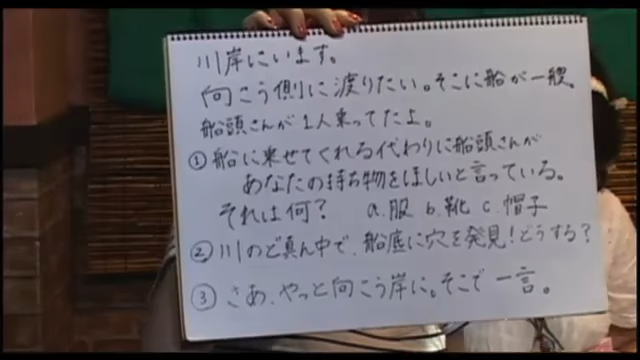 川岸にいます。
向こう側に渡りたい。そこに船が一艘。
船頭さんが1人乗ってたよ。
①船に乗せてくれる代わりに船頭さんが
あなたの持ち物をほしいと言っている。
それは何? a.服 b.靴 c.帽子
②川のど真ん中で、船底に穴を発見!どうする?
③さあ、やっと向こう岸に。そこで一言。